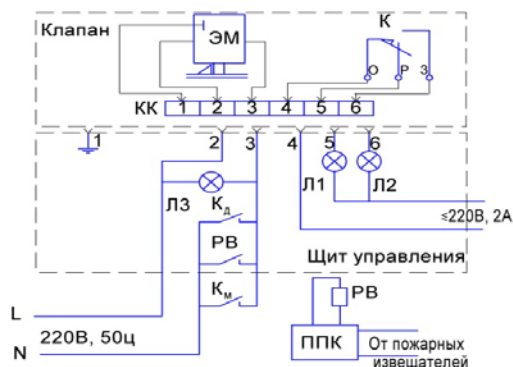 Клапан
ЭМ
К
О Р З
КК 1 2 3 4 5 6
1 2 3 4 5 6
Л1 Л2
Л3
Кд
≤220В, 2А
РВ
Щит управления
Км
РВ
L
220В, 50ц
ППК
От пожарных
N
извещателей